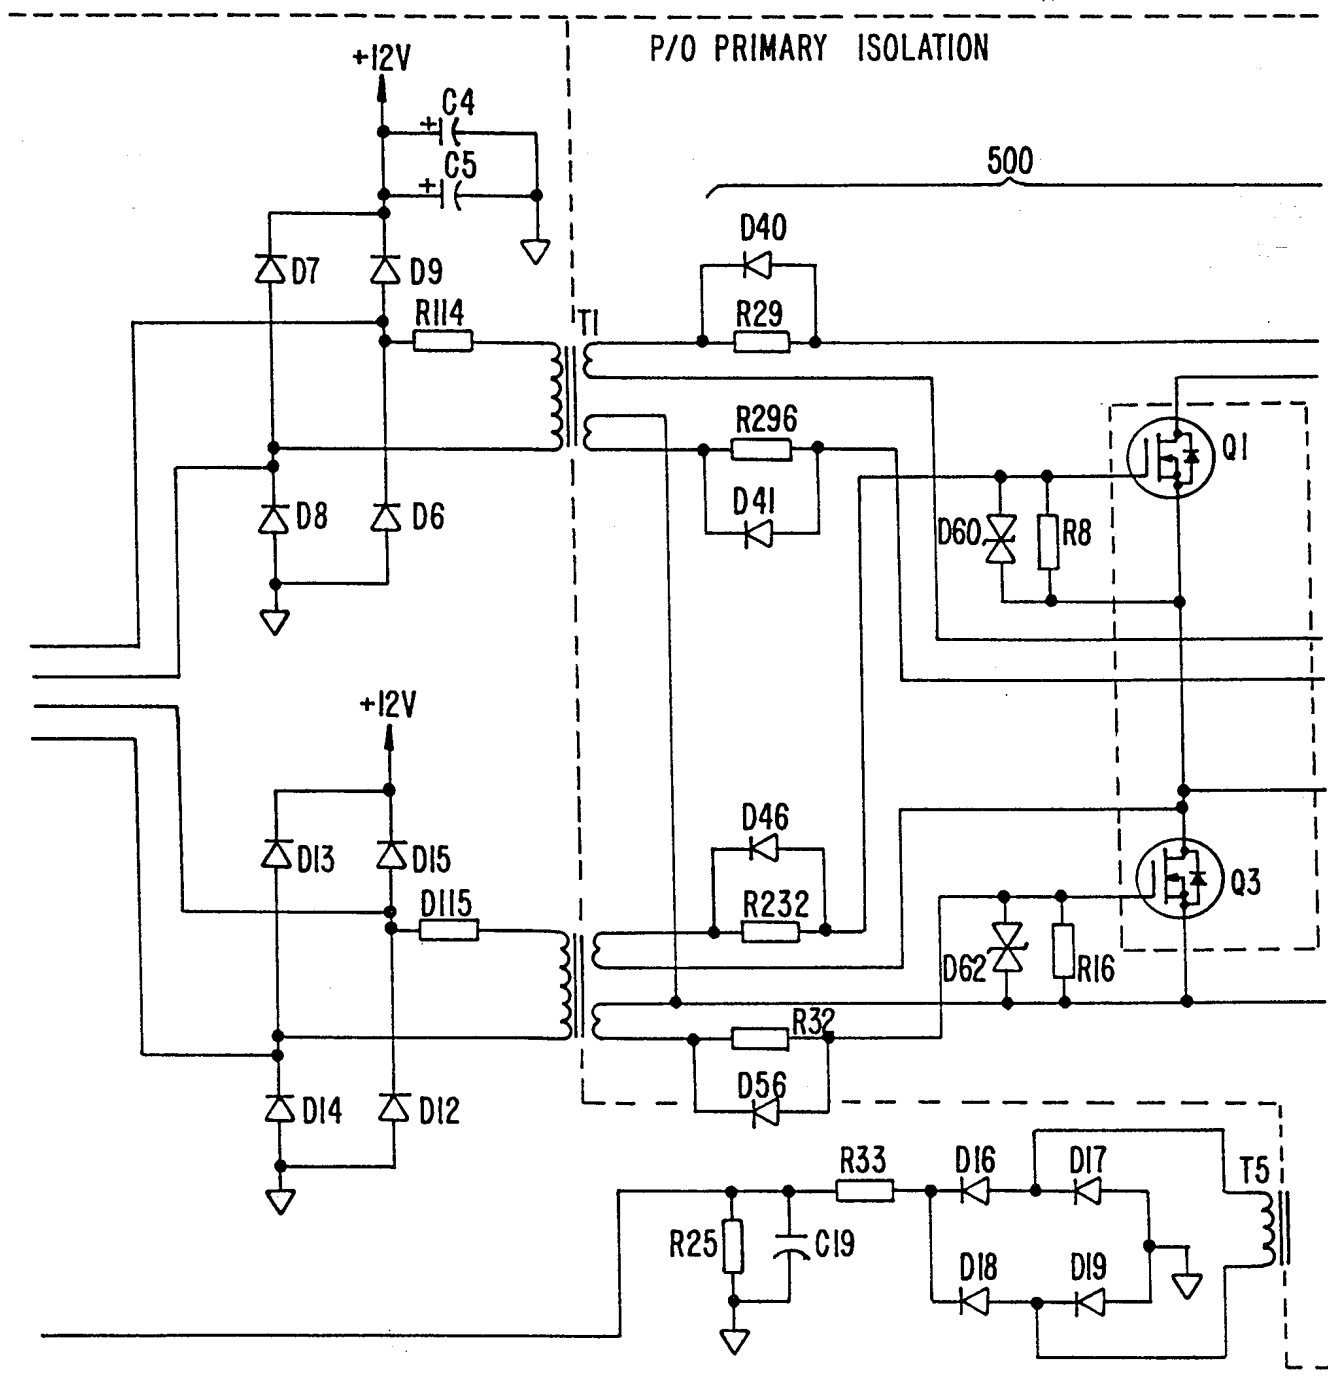 P/O PRIMARY ISOLATION
+12V
C4
+
C5
+
500
D40
D7
D9
R114
T1
R29
R296
Q1
D8
D6
D41
D60
R8
+12V
D46
D13
D15
D115
R232
Q3
D62
R16
R32
D14
D12
D56
R33
D16
D17
T5
R25
C19
D18
D19